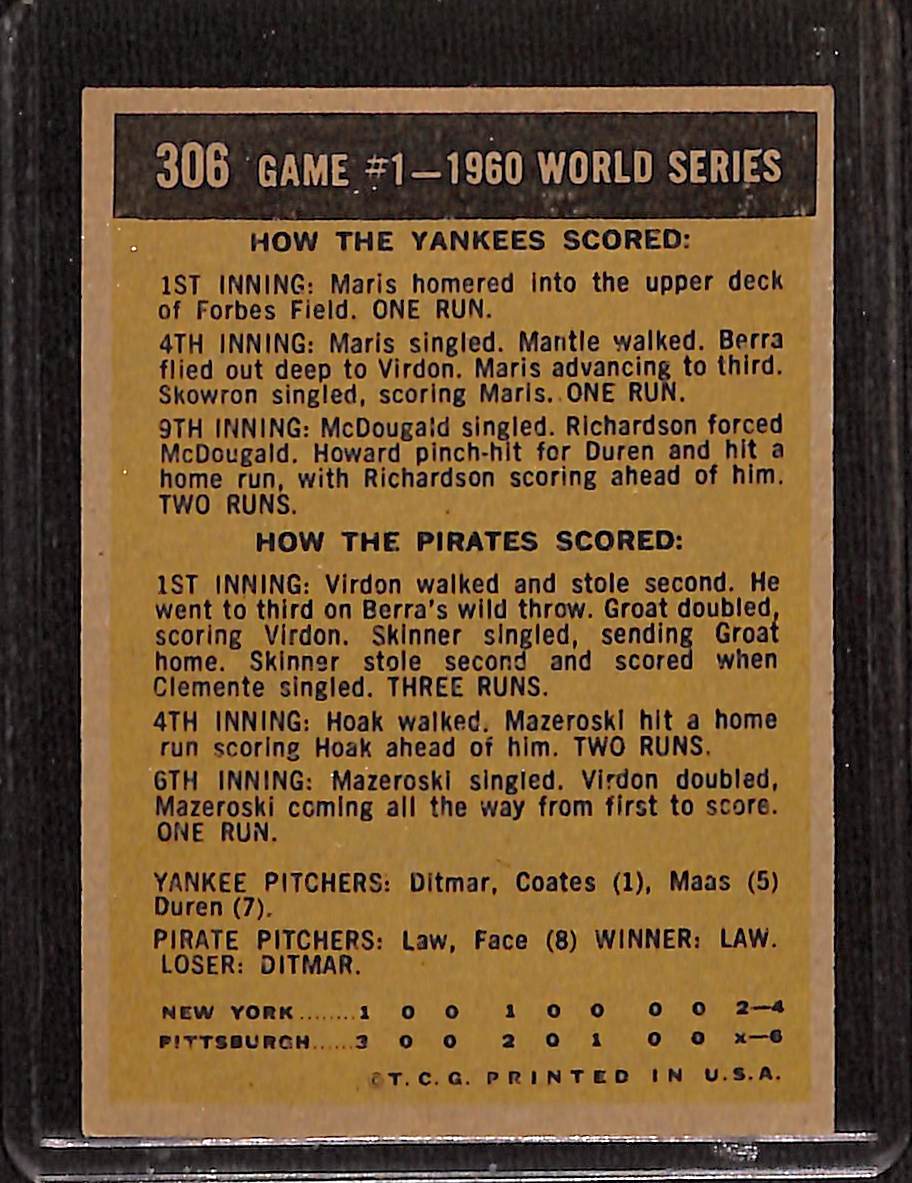 306 GAME #1—1960 WORLD SERIES
HOW THE YANKEES SCORED:
1ST INNING: Maris homered into the upper deck
of Forbes Field. ONE RUN.
4TH INNING: Maris singled. Mantle walked. Berra
flied out deep to Virdon. Maris advancing to third.
Skowron singled, scoring Maris. ONE RUN.
9TH INNING: McDougald singled. Richardson forced
McDougald. Howard pinch-hit for Duren and hit a
home run, with Richardson scoring ahead of him.
TWO RUNS.
HOW THE PIRATES SCORED:
1ST INNING: Virdon walked and stole second. He
went to third on Berra's wild throw. Groat doubled,
scoring Virdon. Skinner singled, sending Groat
home. Skinner stole second and scored when
Clemente singled. THREE RUNS.
4TH INNING: Hoak walked. Mazeroski hit a home
run scoring Hoak ahead of him. TWO RUNS.
6TH INNING: Mazeroski singled. Virdon doubled,
Mazeroski coming all the way from first to score.
ONE RUN.
YANKEE PITCHERS: Ditmar, Coates (1), Maas (5)
Duren (7).
PIRATE PITCHERS: Law, Face (8) WINNER: LAW.
LOSER: DITMAR.
NEW YORK........1 0 0 1 0 0 0 0 2—4
PITTSBURGH......3 0 0 2 0 1 0 0 x—6
©T.C.G. PRINTED IN U.S.A.